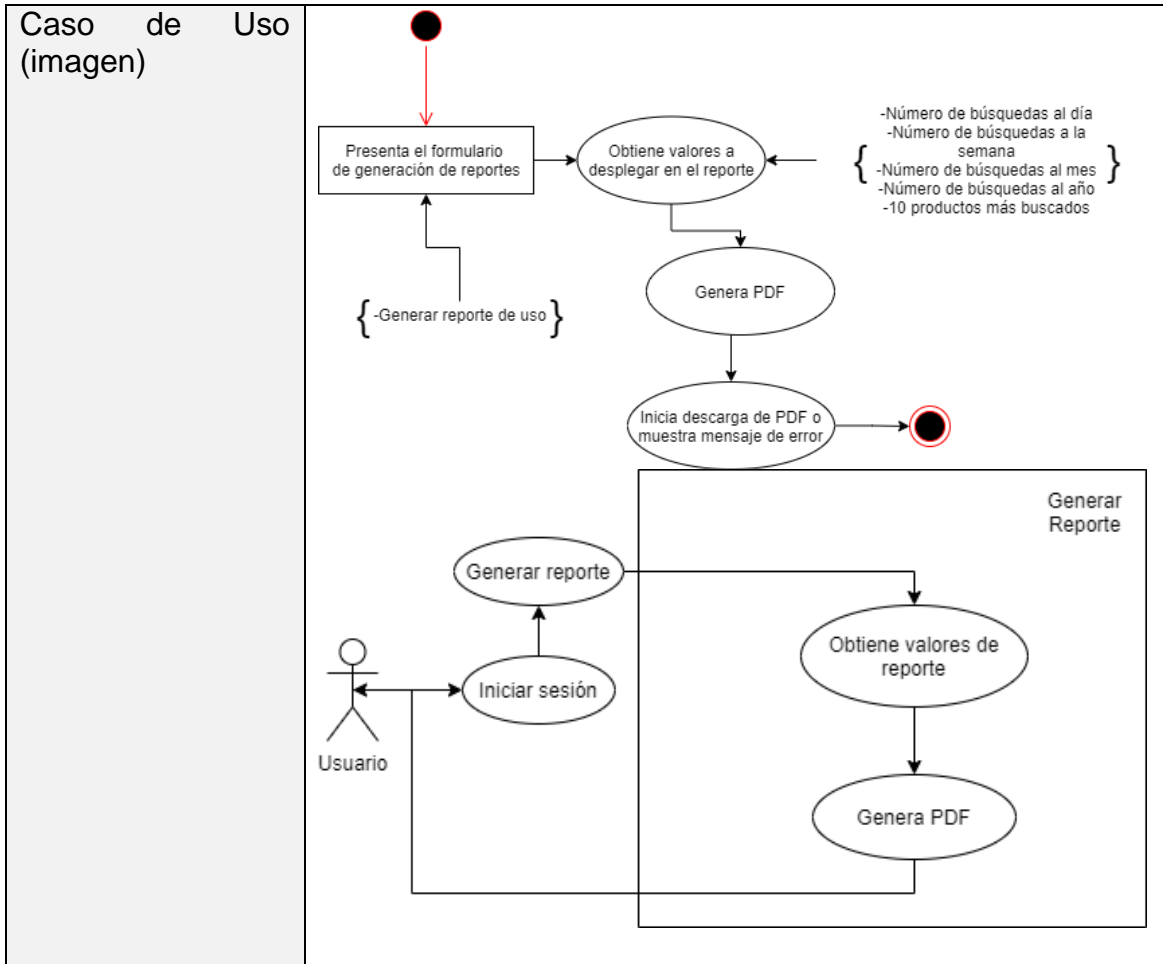 Caso de Uso
(imagen)
Presenta el formulario
de generación de reportes
Obtiene valores a
desplegar en el reporte
-Número de búsquedas al día
-Número de búsquedas a la
semana
-Número de búsquedas al mes
-Número de búsquedas al año
-10 productos más buscados
{ }
Genera PDF
{ -Generar reporte de uso }
Inicia descarga de PDF o
muestra mensaje de error
Generar
Reporte
Generar reporte
Obtiene valores de
reporte
Iniciar sesión
Usuario
Genera PDF